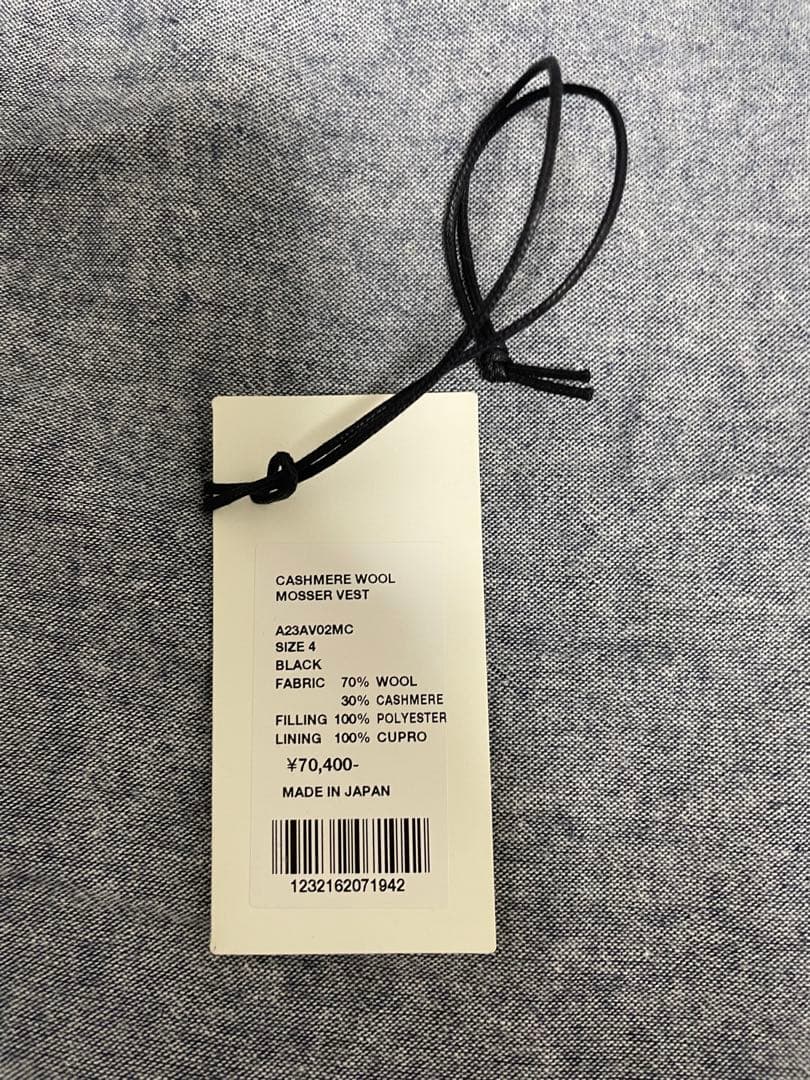 CASHMERE WOOL
MOSSER VEST
A23AV02MC
SIZE 4
BLACK
FABRIC 70% WOOL
30% CASHMERE
FILLING 100% POLYESTER
LINING 100% CUPRO
¥70,400-
MADE IN JAPAN
1232162071942